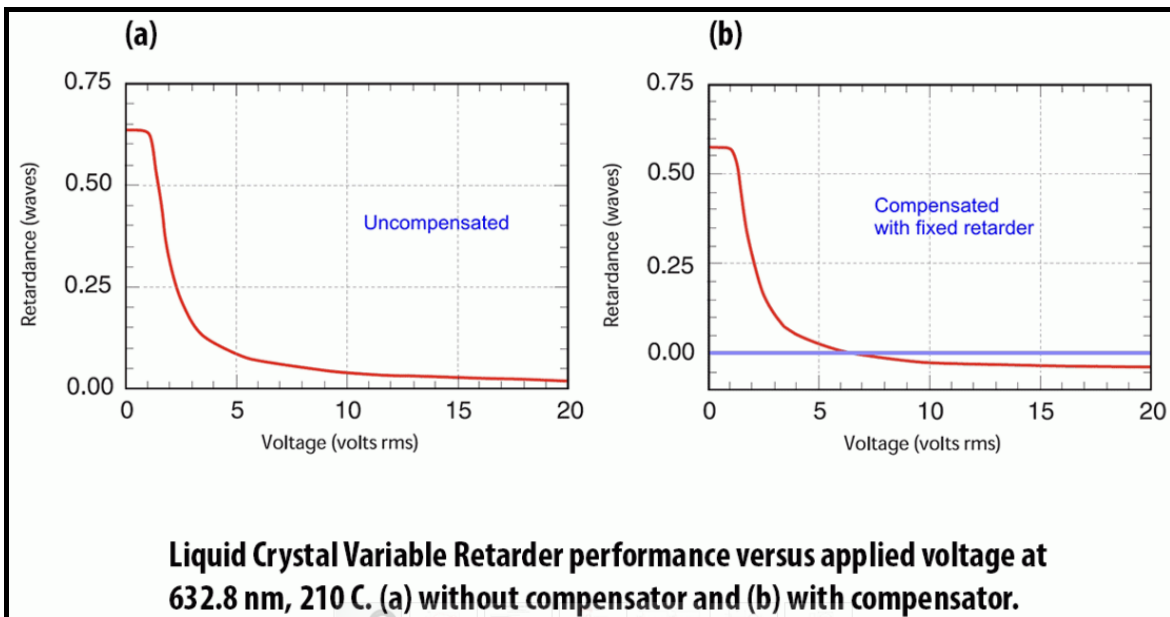 (a)
(b)
0.75
0.50
0.25
0.00
Retardance (waves)
Uncompensated
0
5
10
15
20
Voltage (volts rms)
0.75
0.50
0.25
0.00
Retardance (waves)
Compensated
with fixed retarder
0
5
10
15
20
Voltage (volts rms)
Liquid Crystal Variable Retarder performance versus applied voltage at
632.8 nm, 210 C. (a) without compensator and (b) with compensator.